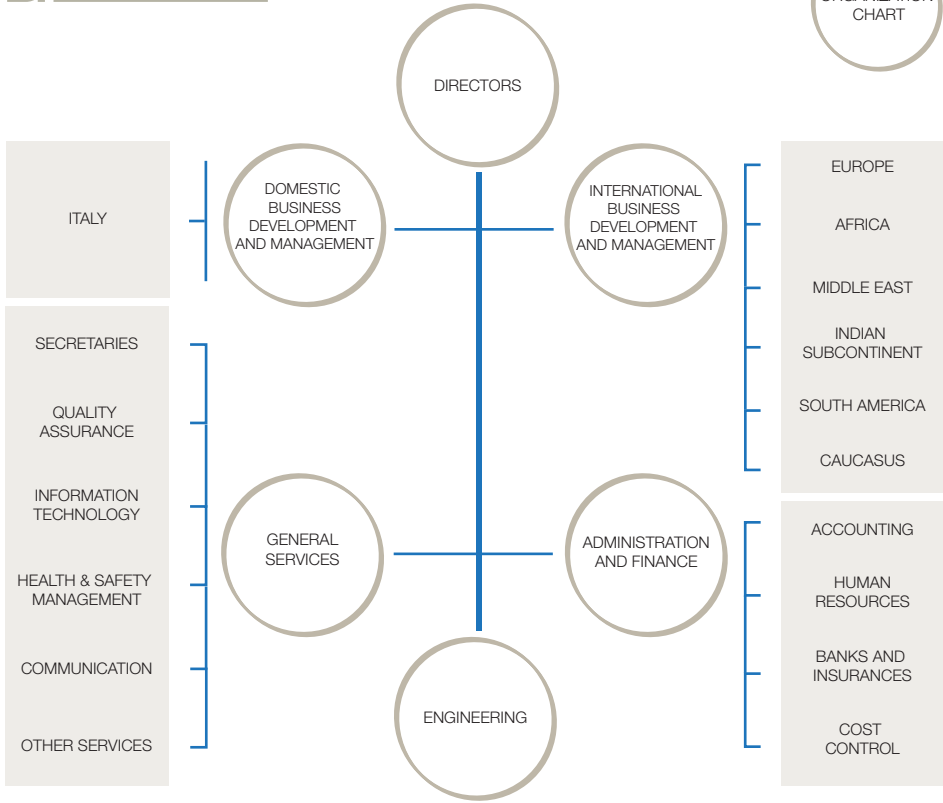 CHART
DIRECTORS
ITALY
DOMESTIC
BUSINESS
DEVELOPMENT
AND MANAGEMENT
INTERNATIONAL
BUSINESS
DEVELOPMENT
AND MANAGEMENT
EUROPE
AFRICA
MIDDLE EAST
INDIAN
SUBCONTINENT
SOUTH AMERICA
CAUCASUS
SECRETARIES
QUALITY
ASSURANCE
INFORMATION
TECHNOLOGY
HEALTH & SAFETY
MANAGEMENT
COMMUNICATION
OTHER SERVICES
GENERAL
SERVICES
ADMINISTRATION
AND FINANCE
ACCOUNTING
HUMAN
RESOURCES
BANKS AND
INSURANCES
COST
CONTROL
ENGINEERING